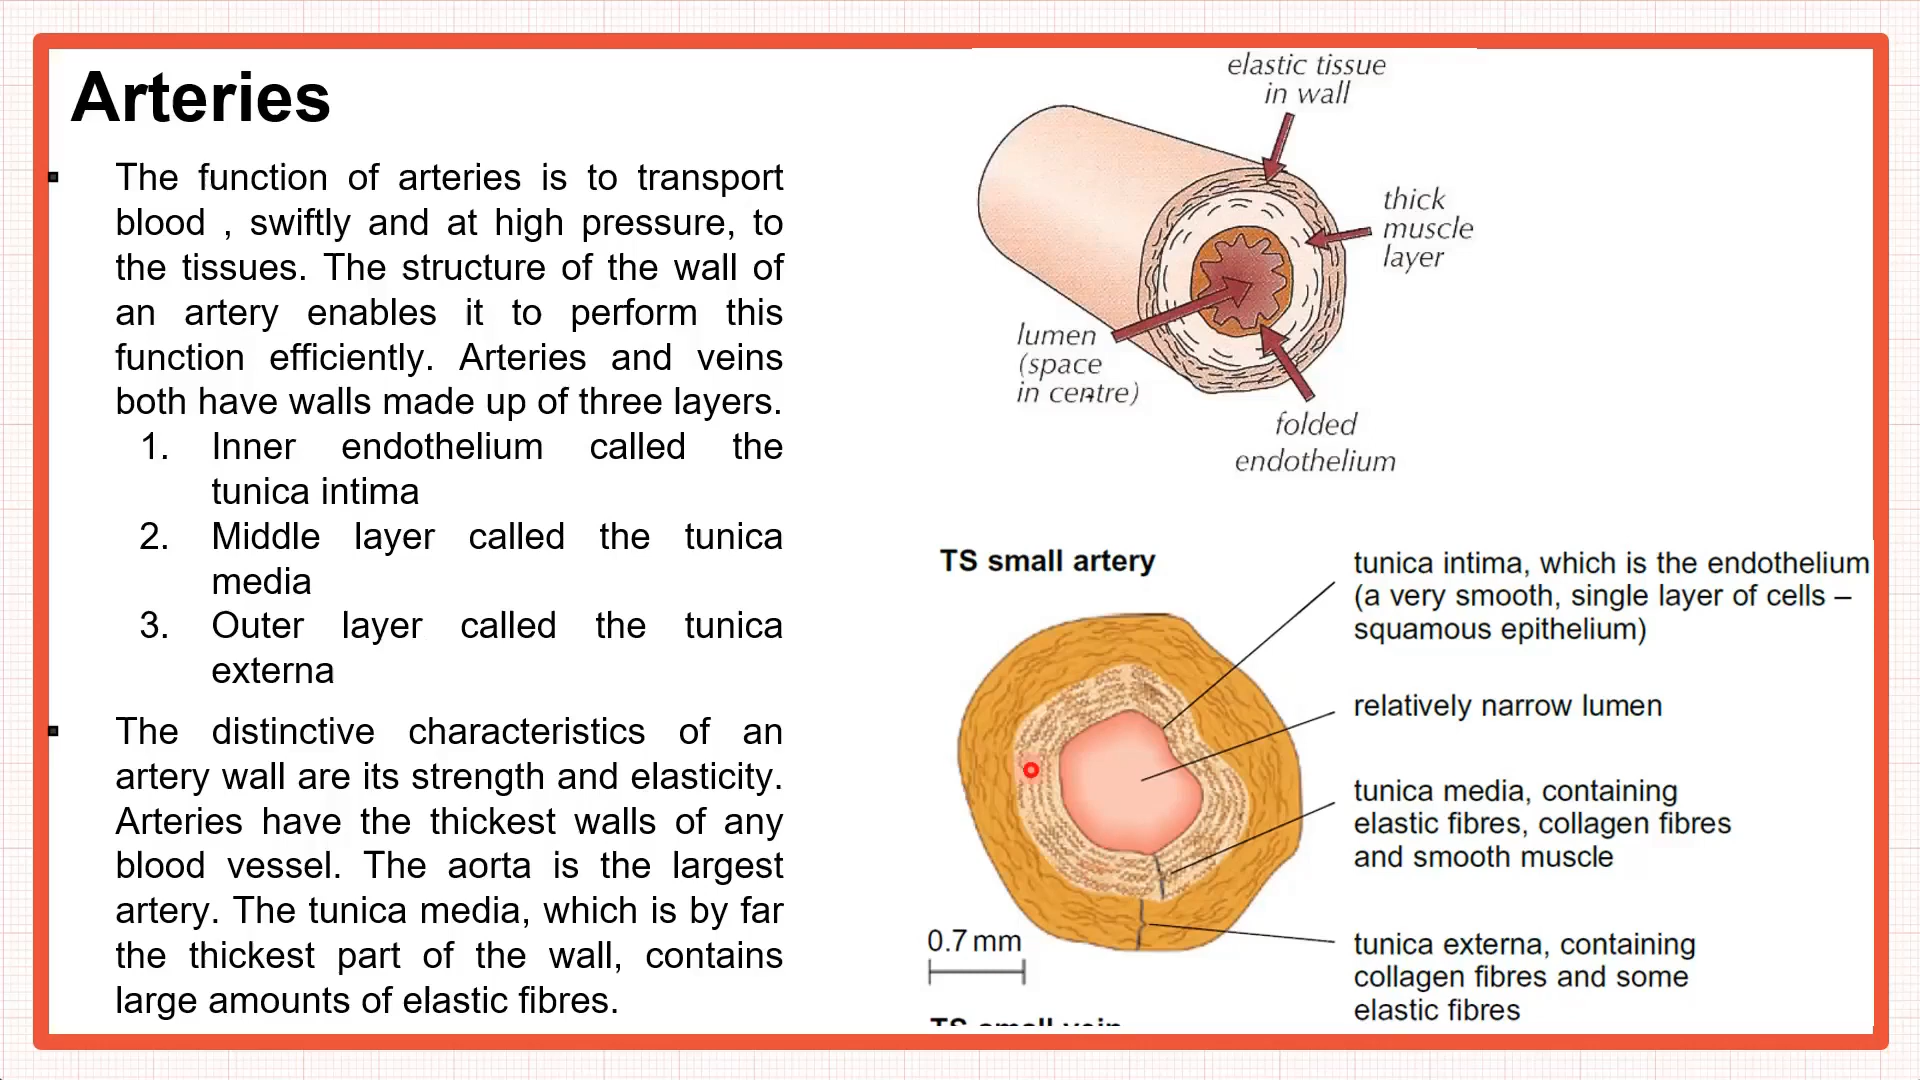 Arteries
The function of arteries is to transport
blood , swiftly and at high pressure, to
the tissues. The structure of the wall of
an artery enables it to perform this
function efficiently. Arteries and veins
both have walls made up of three layers.
1. Inner endothelium called the
tunica intima
2. Middle layer called the tunica
media
3. Outer layer called the tunica
externa
The distinctive characteristics of an
artery wall are its strength and elasticity.
Arteries have the thickest walls of any
blood vessel. The aorta is the largest
artery. The tunica media, which is by far
the thickest part of the wall, contains
large amounts of elastic fibres.
elastic tissue
in wall
thick
muscle
layer
lumen
(space
in centre)
folded
endothelium
TS small artery
tunica intima, which is the endothelium
(a very smooth, single layer of cells –
squamous epithelium)
relatively narrow lumen
tunica media, containing
elastic fibres, collagen fibres
and smooth muscle
0.7 mm
tunica externa, containing
collagen fibres and some
elastic fibres
TS small vein